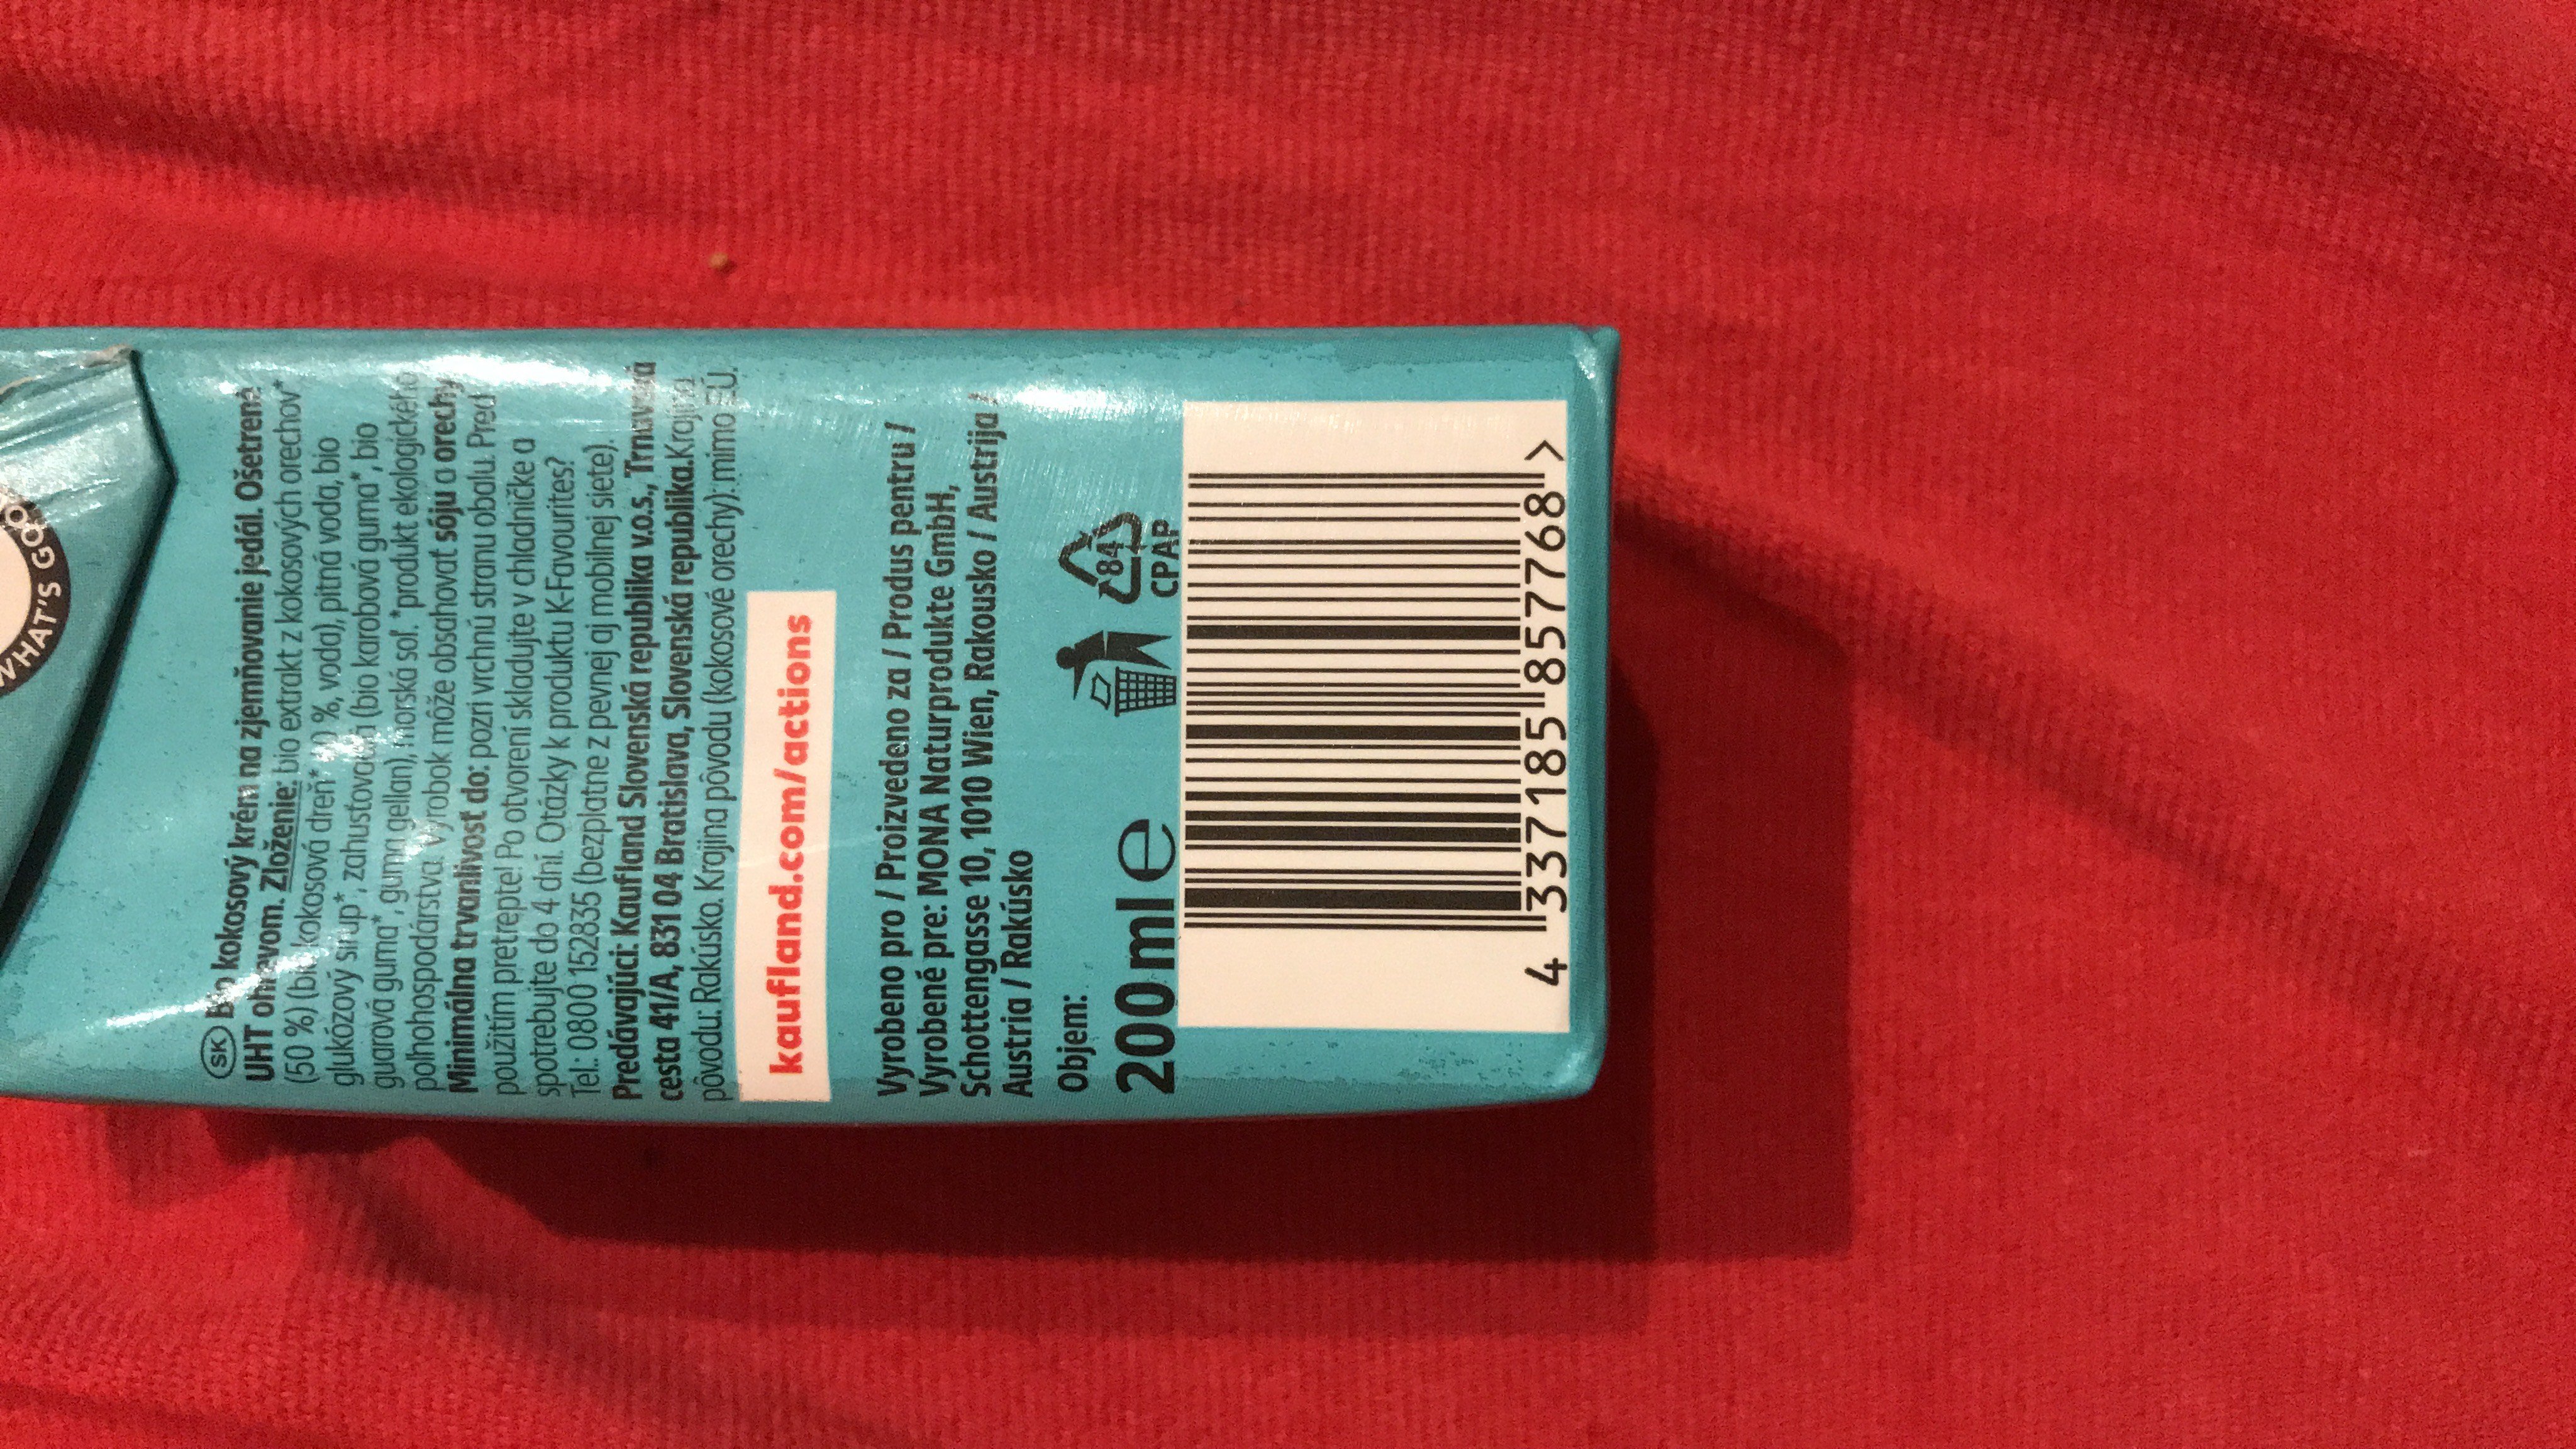 WHAT'S GOO
SK Bio kokosový krém na zjemňovanie jedál. Ošetrené
UHT ohrevom. Zloženie: bio extrakt z kokosových orechov*
(50 %) (bio kokosová dreň* %, voda), pitná voda, bio
glukózový sirup*, zahusťovadlá (bio karobová guma*, bio
guarová guma*, guma gellan), morská soľ. *produkt ekologického
poľnohospodárstva. Výrobok môže obsahovať sóju a orechy.
Minimálna trvanlivosť do: pozri vrchnú stranu obalu. Pred
použitím pretrepte! Po otvorení skladujte v chladničke a
spotrebujte do 4 dní. Otázky k produktu K-Favourites?
Tel.: 0800 152835 (bezplatne z pevnej aj mobilnej siete).
Predávajúci: Kaufland Slovenská republika v.o.s., Trnavská
cesta 41/A, 831 04 Bratislava, Slovenská republika. Krajina
pôvodu: Rakúsko. Krajina pôvodu (kokosové orechy): mimo EÚ.
kaufland.com/actions
Vyrobeno pro / Proizvedeno za / Produs pentru /
Vyrobené pre: MONA Naturprodukte GmbH,
Schottengasse 10, 1010 Wien, Rakousko / Austrija /
Austria / Rakúsko
Objem:
200 ml e
84
CPAP
4 337185 857768 >